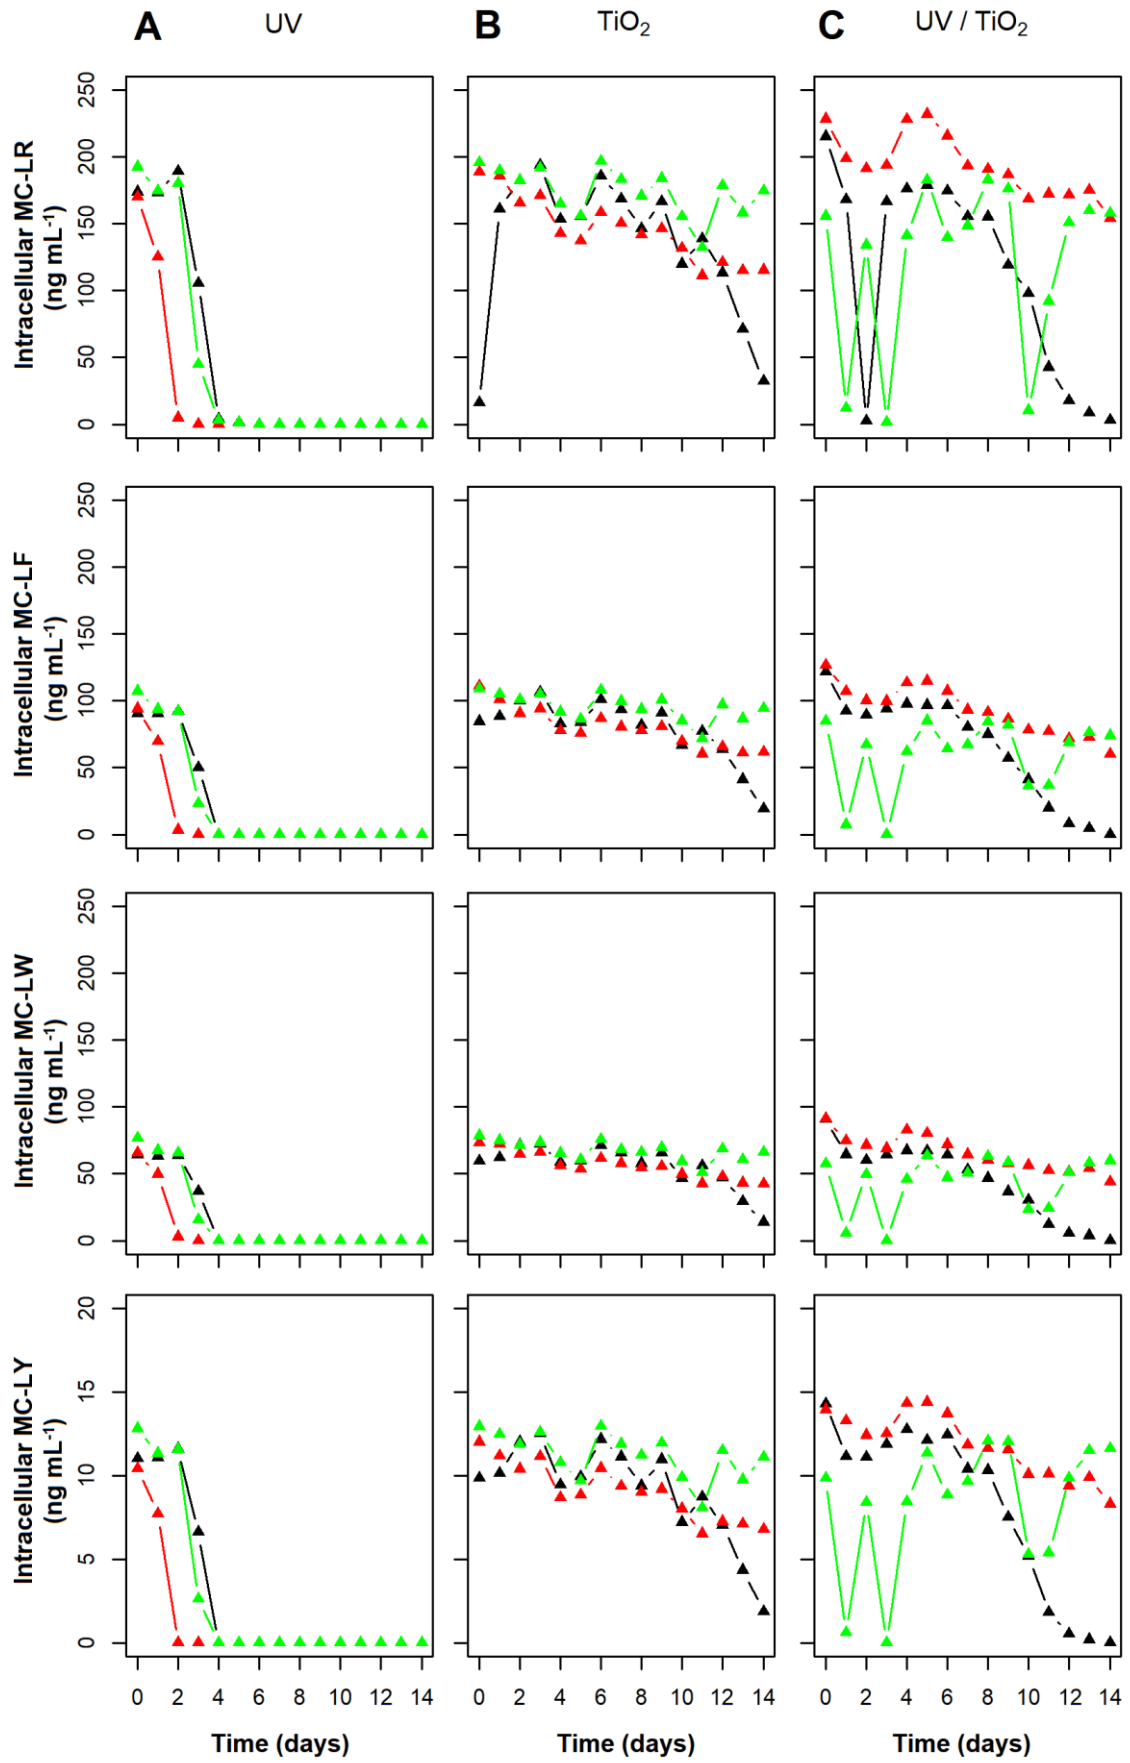 A UV B TiO₂ C UV / TiO₂
Intracellular MC-LR
(ng mL⁻¹)
250
200
150
100
50
0
Intracellular MC-LF
(ng mL⁻¹)
250
200
150
100
50
0
Intracellular MC-LW
(ng mL⁻¹)
250
200
150
100
50
0
Intracellular MC-LY
(ng mL⁻¹)
20
15
10
5
0
0 2 4 6 8 10 12 14 0 2 4 6 8 10 12 14 0 2 4 6 8 10 12 14
Time (days) Time (days) Time (days)